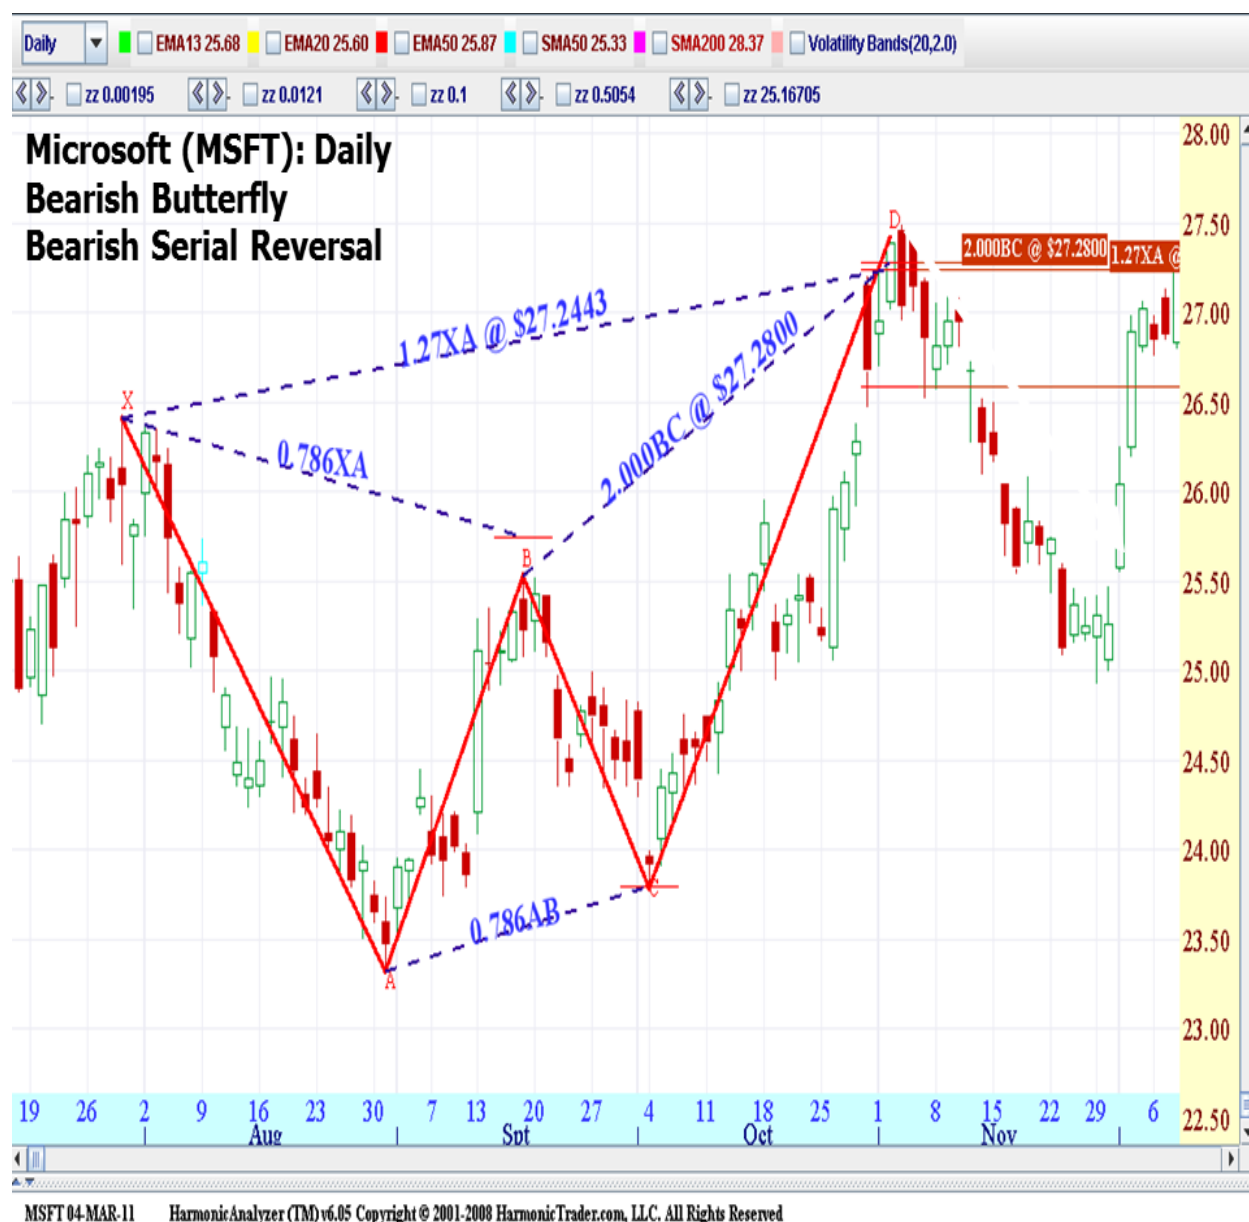 Daily EMA13 25.68 EMA20 25.60 EMA50 25.87 SMA50 25.33 SMA200 28.37 Volatility Bands(20,2.0)
zz 0.00195 zz 0.0121 zz 0.1 zz 0.5054 zz 25.16705
Microsoft (MSFT): Daily
Bearish Butterfly
Bearish Serial Reversal
28.00
27.50
27.00
26.50
26.00
25.50
25.00
24.50
24.00
23.50
23.00
22.50
D
2.000BC @ $27.2800
1.27XA @
1.27XA @ $27.2443
2.000BC @ $27.2800
X
0.786XA
B
C
0.786AB
A
19 26 2 9 16 23 30 7 13 20 27 4 11 18 25 1 8 15 22 29 6
Aug Spt Oct Nov
MSFT 04-MAR-11 HarmonicAnalyzer (TM) v6.05 Copyright © 2001-2008 HarmonicTrader.com, LLC. All Rights Reserved